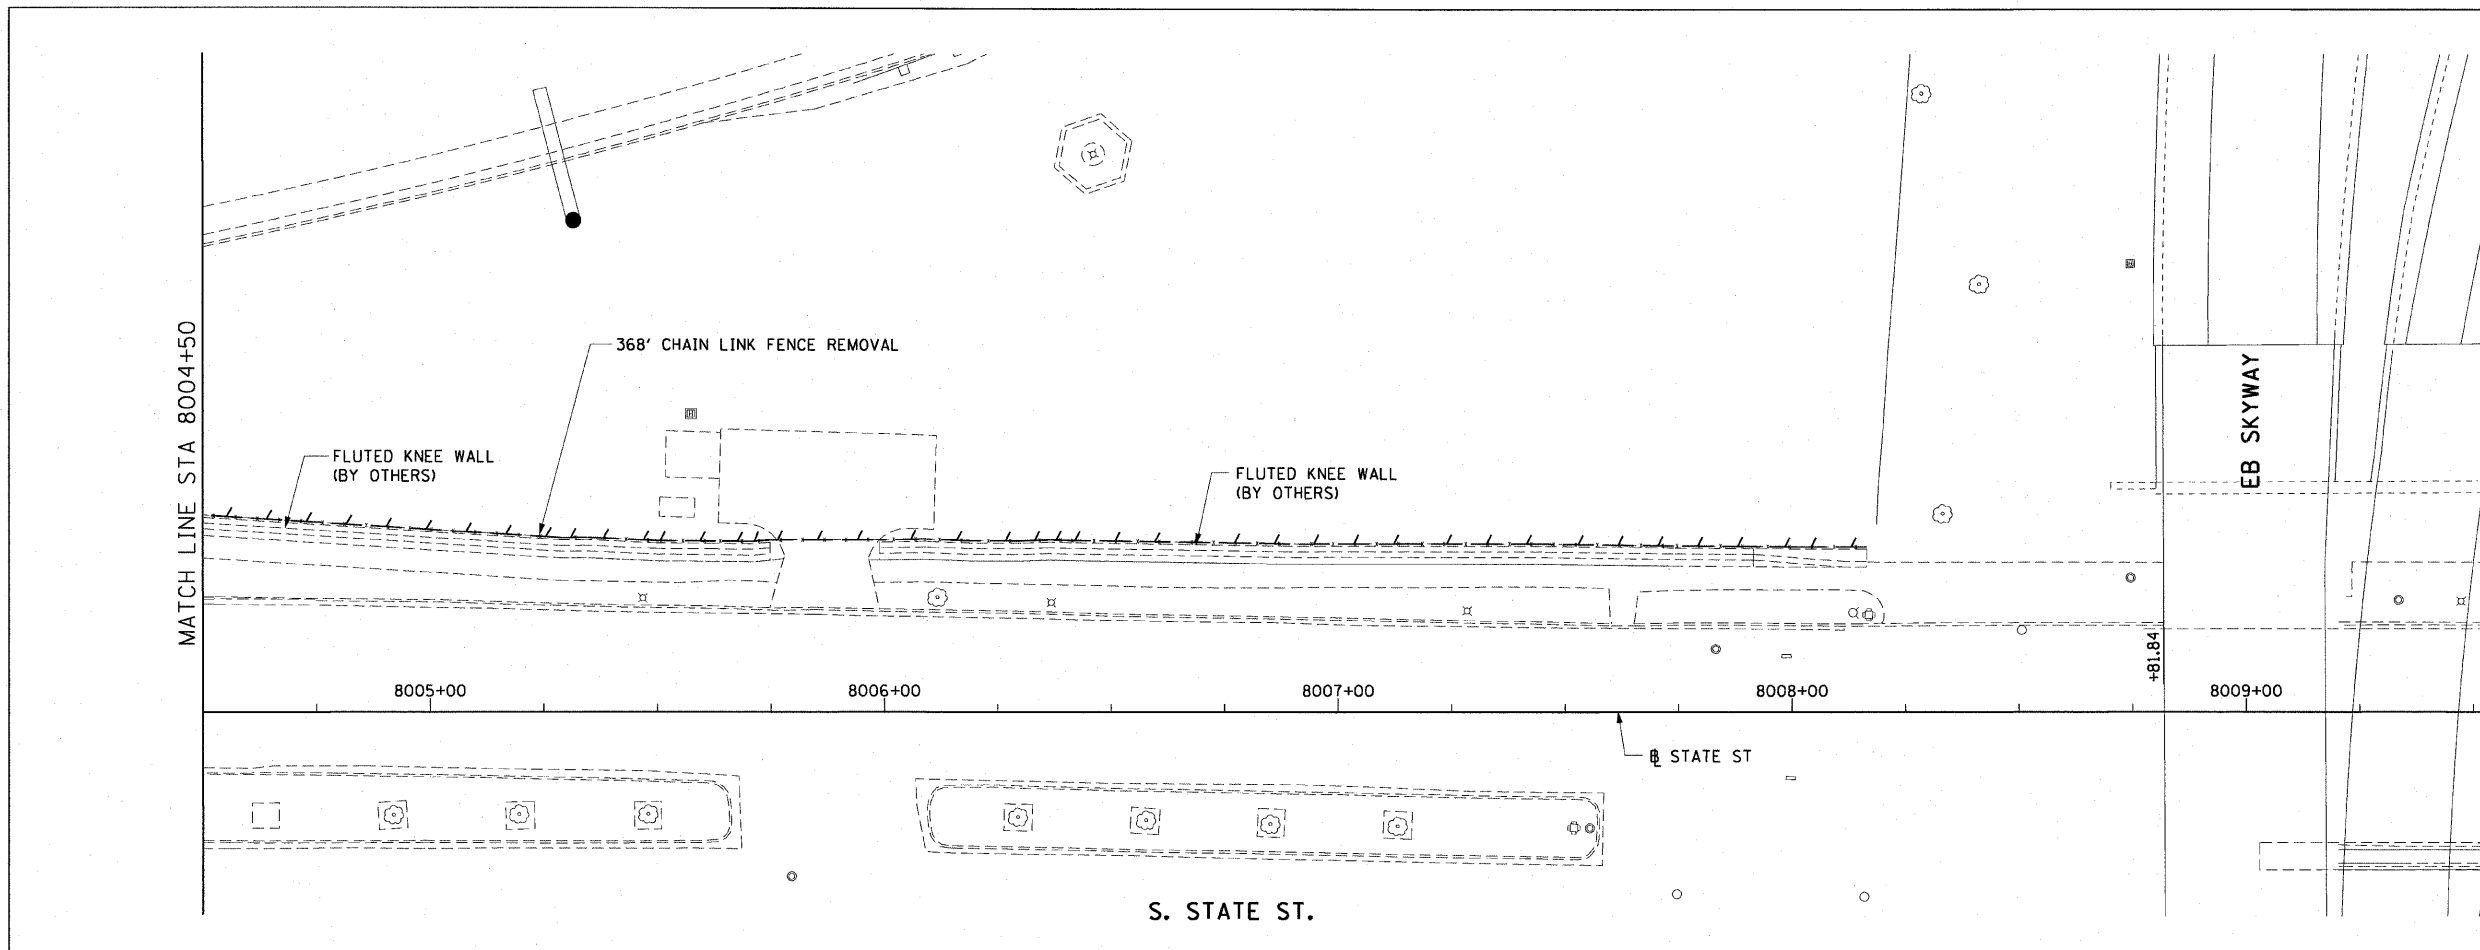 MATCH LINE STA 8004+50
368' CHAIN LINK FENCE REMOVAL
FLUTED KNEE WALL
(BY OTHERS)
FLUTED KNEE WALL
(BY OTHERS)
EB SKYWAY
+81.84
8005+00
8006+00
8007+00
8008+00
8009+00
℄ STATE ST
S. STATE ST.